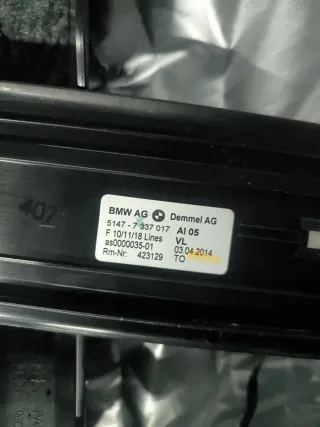 407
BMW AG Demmel AG
5147 - 7 337 017 AI 05
F 10/11/18 Lines VL
as0000035-01 03.04.2014
Rm-Nr: 423129 TO